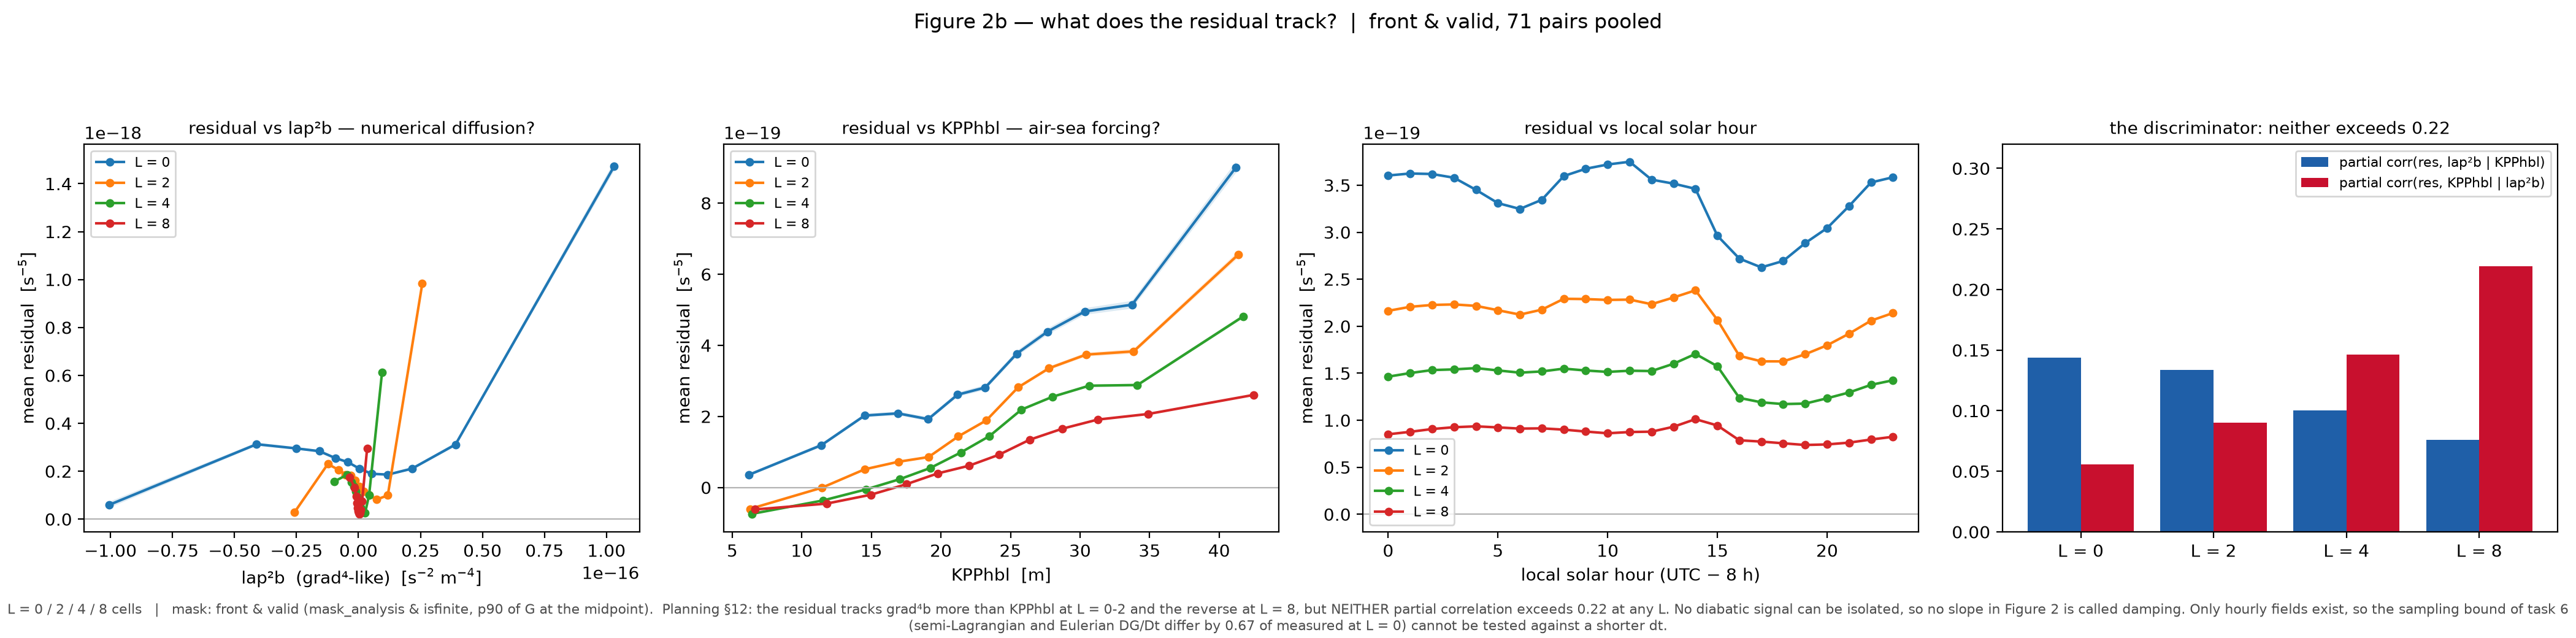 Figure 2b — what does the residual track?  |  front & valid, 71 pairs pooled
residual vs lap²b — numerical diffusion?
1e−18
mean residual [s⁻⁵]
1.4
1.2
1.0
0.8
0.6
0.4
0.2
0.0
L = 0
L = 2
L = 4
L = 8
−1.00 −0.75 −0.50 −0.25 0.00 0.25 0.50 0.75 1.00
1e−16
lap²b (grad⁴-like) [s⁻² m⁻⁴]
residual vs KPPhbl — air-sea forcing?
1e−19
mean residual [s⁻⁵]
8
6
4
2
0
L = 0
L = 2
L = 4
L = 8
5 10 15 20 25 30 35 40
KPPhbl [m]
residual vs local solar hour
1e−19
mean residual [s⁻⁵]
3.5
3.0
2.5
2.0
1.5
1.0
0.5
0.0
L = 0
L = 2
L = 4
L = 8
0 5 10 15 20
local solar hour (UTC − 8 h)
the discriminator: neither exceeds 0.22
0.30
0.25
0.20
0.15
0.10
0.05
0.00
partial corr(res, lap²b | KPPhbl)
partial corr(res, KPPhbl | lap²b)
L = 0 L = 2 L = 4 L = 8
L = 0 / 2 / 4 / 8 cells | mask: front & valid (mask_analysis & isfinite, p90 of G at the midpoint). Planning §12: the residual tracks grad⁴b more than KPPhbl at L = 0-2 and the reverse at L = 8, but NEITHER partial correlation exceeds 0.22 at any L. No diabatic signal can be isolated, so no slope in Figure 2 is called damping. Only hourly fields exist, so the sampling bound of task 6
(semi-Lagrangian and Eulerian DG/Dt differ by 0.67 of measured at L = 0) cannot be tested against a shorter dt.